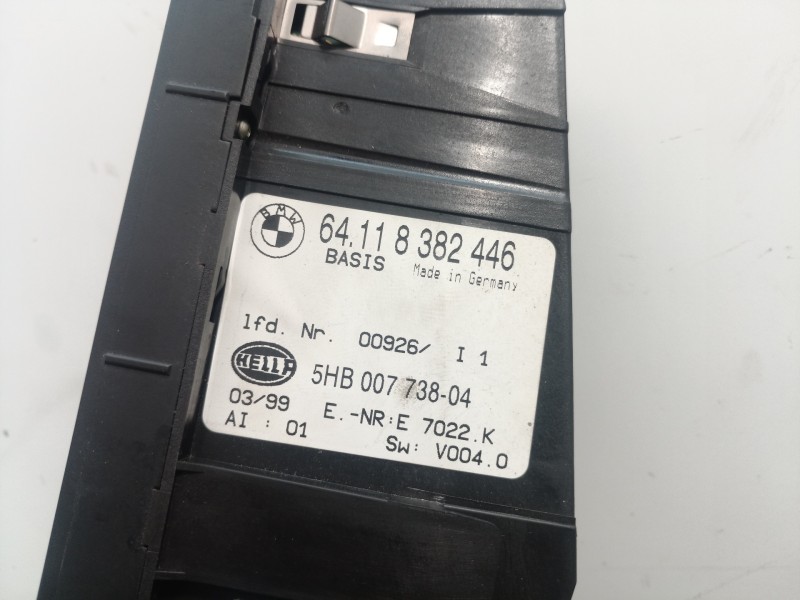 BMW
64.11 8 382 446
BASIS Made in Germany
lfd. Nr. 00926/ I 1
HELLA
5HB 007 738-04
03/99 E.-NR:E 7022.K
AI : 01 SW: V004.0